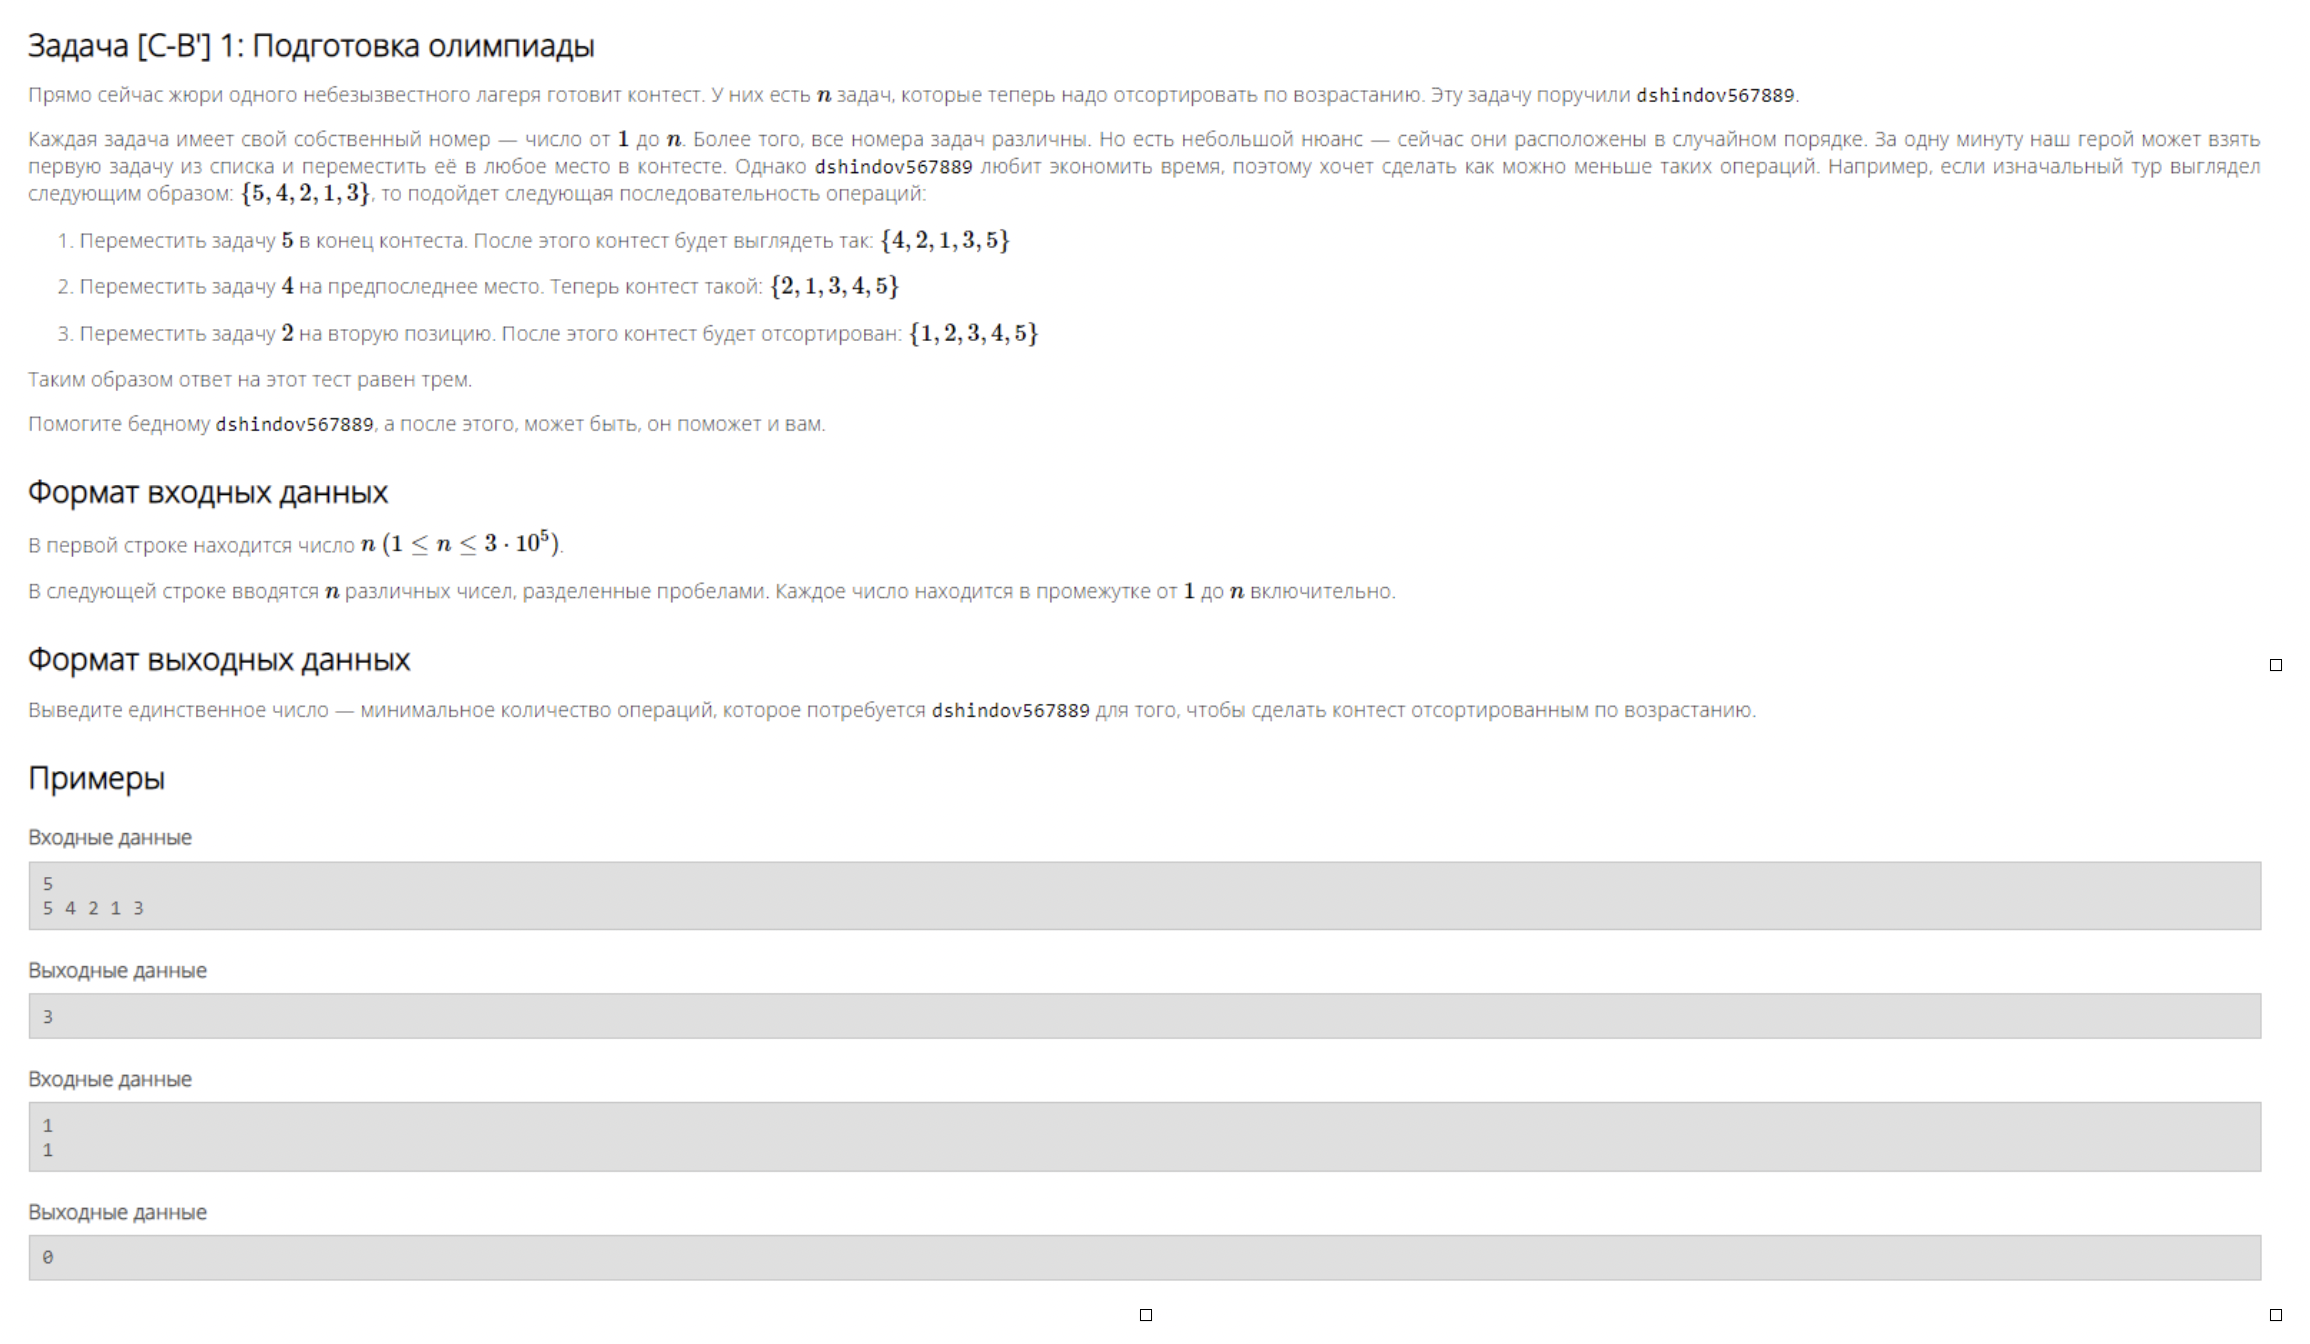 Задача [C-B'] 1: Подготовка олимпиады
Прямо сейчас жюри одного небезызвестного лагеря готовит контест. У них есть n задач, которые теперь надо отсортировать по возрастанию. Эту задачу поручили dshindov567889.
Каждая задача имеет свой собственный номер — число от 1 до n. Более того, все номера задач различны. Но есть небольшой нюанс — сейчас они расположены в случайном порядке. За одну минуту наш герой может взять
первую задачу из списка и переместить её в любое место в контесте. Однако dshindov567889 любит экономить время, поэтому хочет сделать как можно меньше таких операций. Например, если изначальный тур выглядел
следующим образом: {5, 4, 2, 1, 3}, то подойдет следующая последовательность операций:
1. Переместить задачу 5 в конец контеста. После этого контест будет выглядеть так: {4, 2, 1, 3, 5}
2. Переместить задачу 4 на предпоследнее место. Теперь контест такой: {2, 1, 3, 4, 5}
3. Переместить задачу 2 на вторую позицию. После этого контест будет отсортирован: {1, 2, 3, 4, 5}
Таким образом ответ на этот тест равен трем.
Помогите бедному dshindov567889, а после этого, может быть, он поможет и вам.
Формат входных данных
В первой строке находится число n (1 ≤ n ≤ 3 · 10⁵).
В следующей строке вводятся n различных чисел, разделенные пробелами. Каждое число находится в промежутке от 1 до n включительно.
Формат выходных данных
Выведите единственное число — минимальное количество операций, которое потребуется dshindov567889 для того, чтобы сделать контест отсортированным по возрастанию.
Примеры
Входные данные
5
5 4 2 1 3
Выходные данные
3
Входные данные
1
1
Выходные данные
0